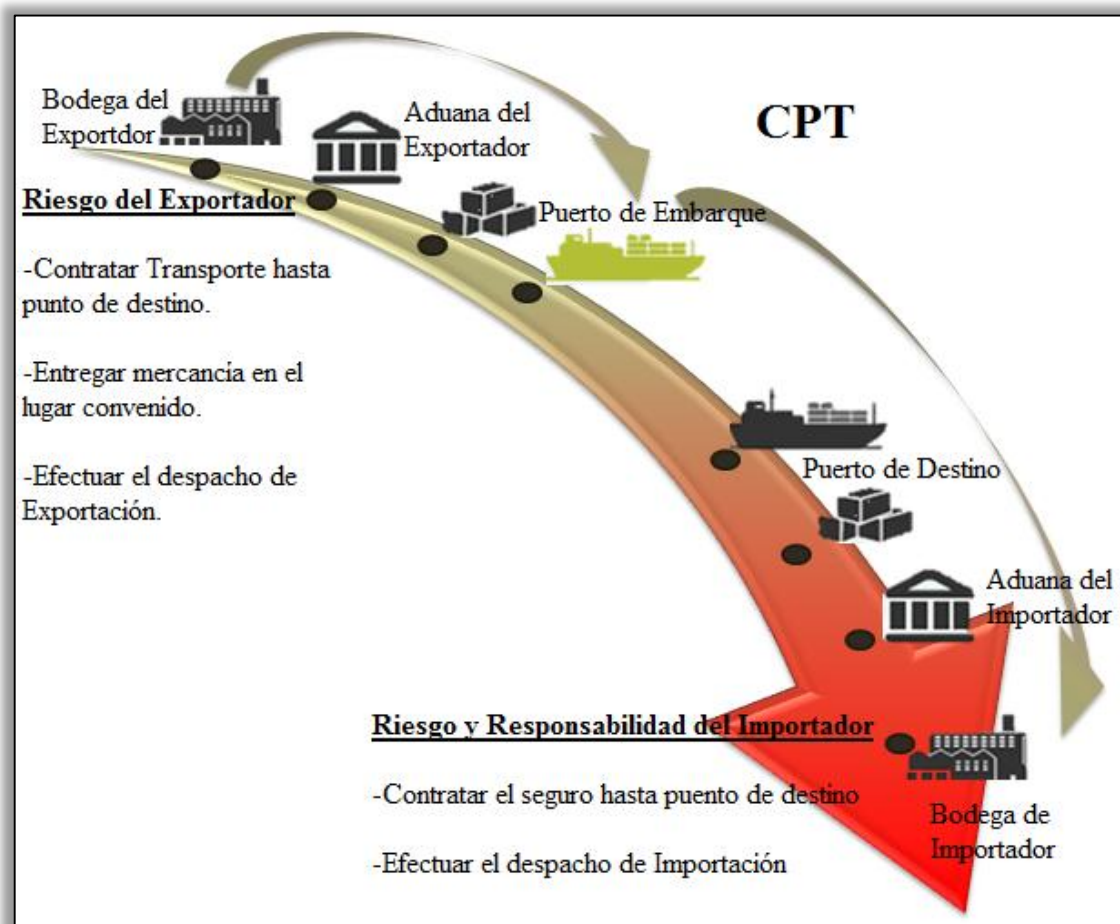 CPT
Bodega del
Exportdor
Aduana del
Exportador
Puerto de Embarque
Riesgo del Exportador
-Contratar Transporte hasta
punto de destino.
-Entregar mercancía en el
lugar convenido.
-Efectuar el despacho de
Exportación.
Puerto de Destino
Aduana del
Importador
Riesgo y Responsabilidad del Importador
-Contratar el seguro hasta puento de destino
-Efectuar el despacho de Importación
Bodega de
Importador